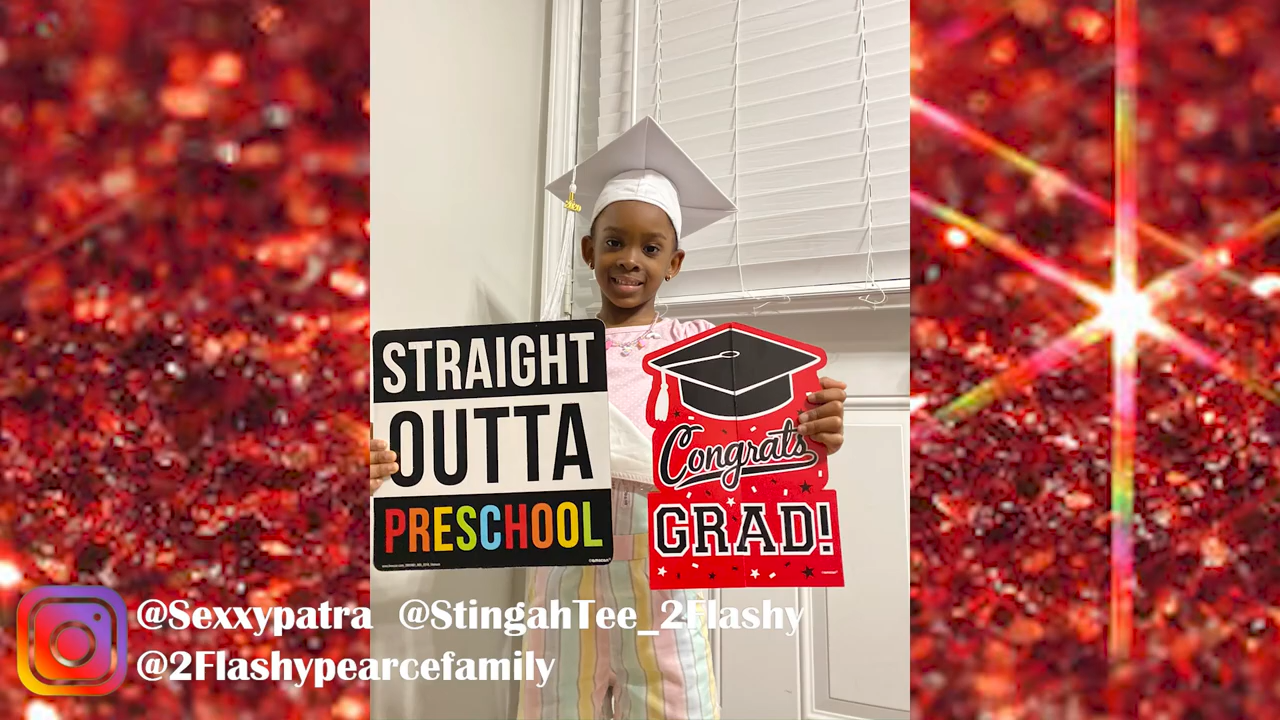 STRAIGHT
OUTTA
PRESCHOOL
Congrats
GRAD!
@Sexxypatra @StingahTee_2Flashy
@2Flashypearcefamily